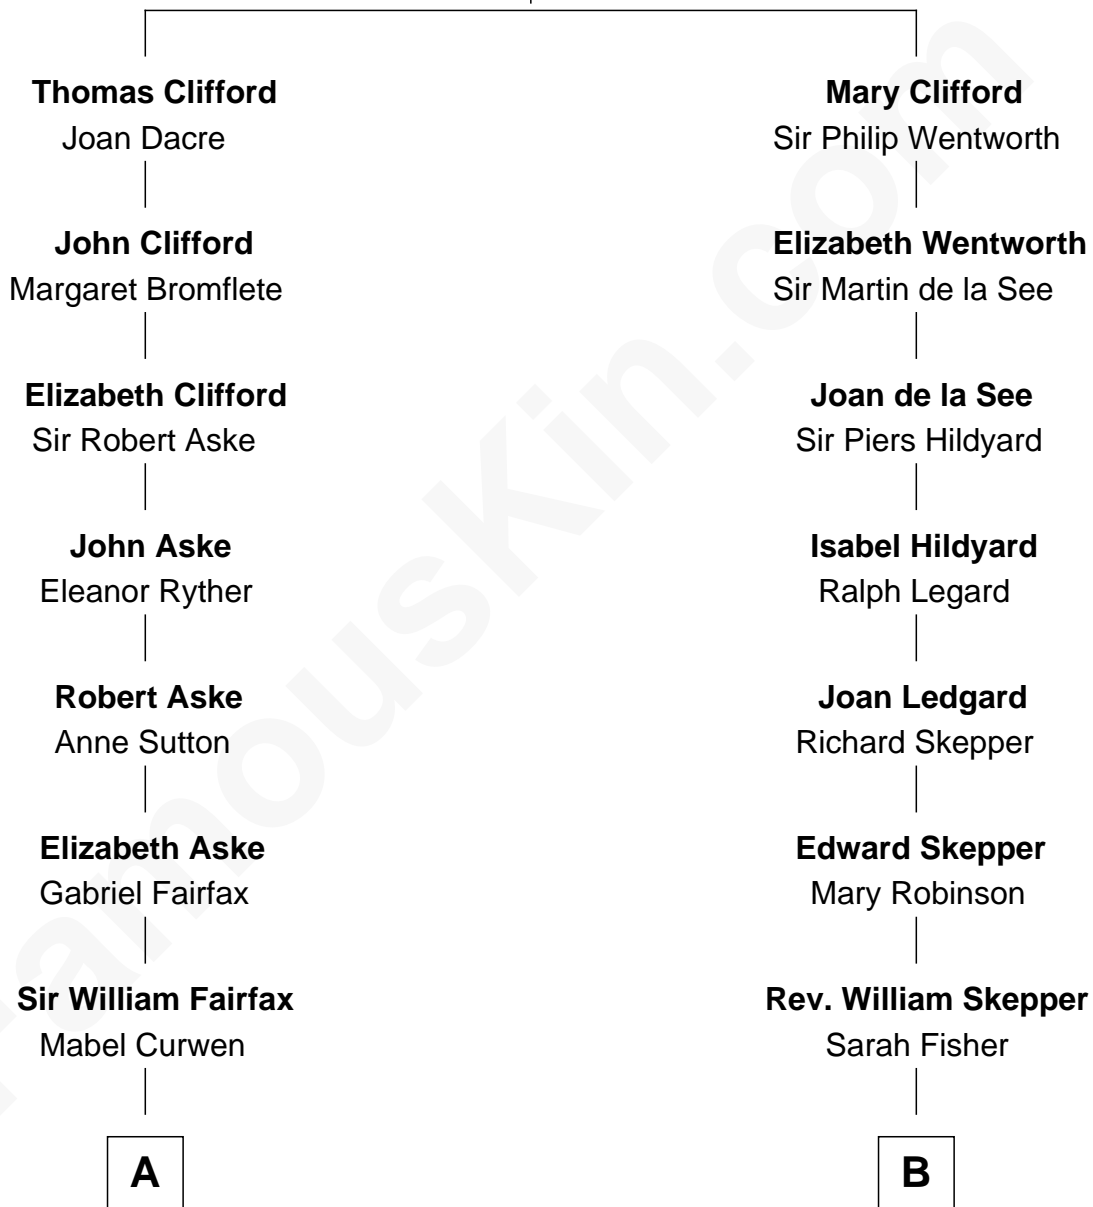 Thomas Clifford
Joan Dacre
John Clifford
Margaret Bromflete
Elizabeth Clifford
Sir Robert Aske
John Aske
Eleanor Ryther
Robert Aske
Anne Sutton
Elizabeth Aske
Gabriel Fairfax
Sir William Fairfax
Mabel Curwen
A
Mary Clifford
Sir Philip Wentworth
Elizabeth Wentworth
Sir Martin de la See
Joan de la See
Sir Piers Hildyard
Isabel Hildyard
Ralph Legard
Joan Ledgard
Richard Skepper
Edward Skepper
Mary Robinson
Rev. William Skepper
Sarah Fisher
B
FamousKin.com